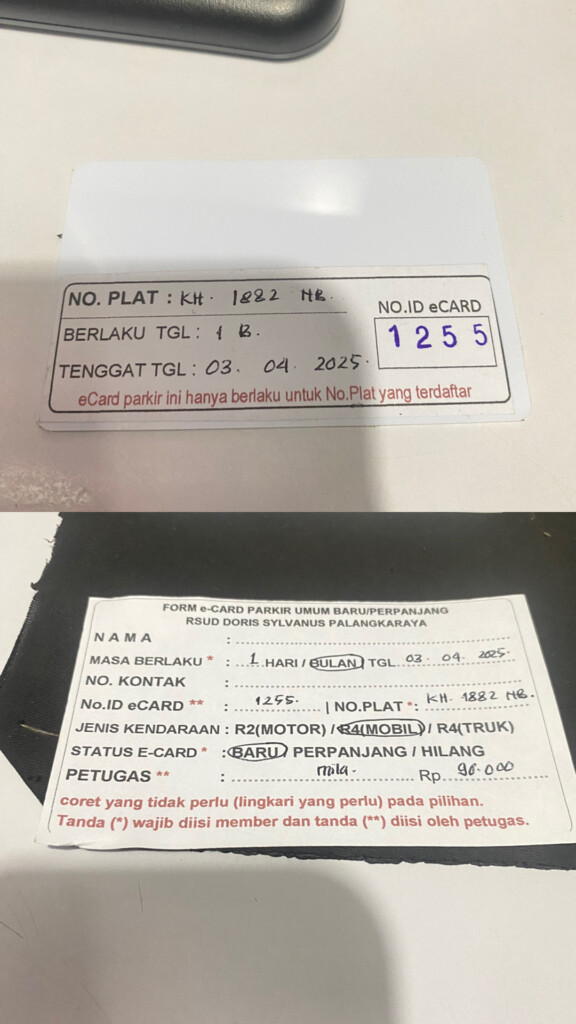 NO. PLAT : KH. 1882 HB.
NO.ID eCARD
BERLAKU TGL : 1 B.
1255
TENGGAT TGL : 03. 04. 2025.
eCard parkir ini hanya berlaku untuk No.Plat yang terdaftar
FORM e-CARD PARKIR UMUM BARU/PERPANJANG
RSUD DORIS SYLVANUS PALANGKARAYA
NAMA :
MASA BERLAKU * : 1 HARI / BULAN TGL 03 04. 2025.
NO. KONTAK :
No.ID eCARD ** : 1255. | NO.PLAT *: KH. 1882 HB.
JENIS KENDARAAN : R2(MOTOR) / R4(MOBIL) / R4(TRUK)
STATUS E-CARD * : BARU / PERPANJANG / HILANG
PETUGAS ** : mila. Rp. 90.000
coret yang tidak perlu (lingkari yang perlu) pada pilihan.
Tanda (*) wajib diisi member dan tanda (**) diisi oleh petugas.